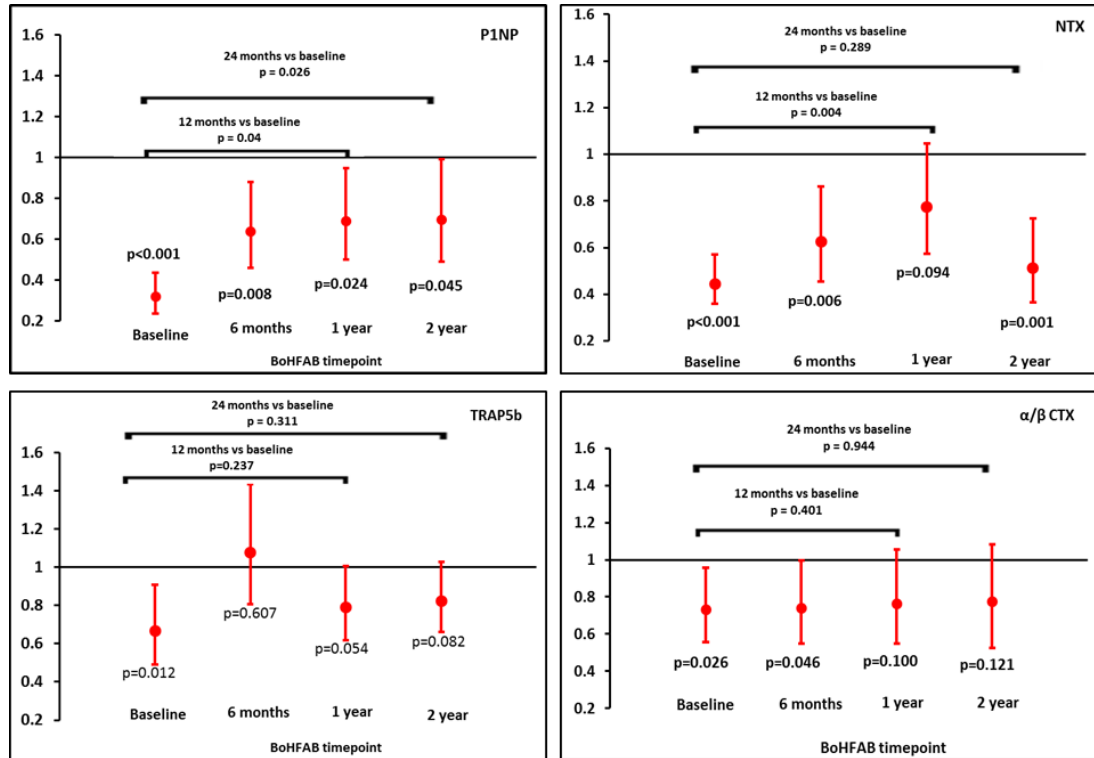 P1NP
1.6
1.4
1.2
1
0.8
0.6
0.4
0.2
24 months vs baseline
p = 0.026
12 months vs baseline
p = 0.04
p<0.001
p=0.008
p=0.024
p=0.045
Baseline
6 months
1 year
2 year
BoHFAB timepoint
NTX
1.6
1.4
1.2
1
0.8
0.6
0.4
0.2
24 months vs baseline
p = 0.289
12 months vs baseline
p = 0.004
p<0.001
p=0.006
p=0.094
p=0.001
Baseline
6 months
1 year
2 year
TRAP5b
1.6
1.4
1.2
1
0.8
0.6
0.4
0.2
24 months vs baseline
p = 0.311
12 months vs baseline
p=0.237
p=0.012
p=0.607
p=0.054
p=0.082
Baseline
6 months
1 year
2 year
BoHFAB timepoint
α/β CTX
1.6
1.4
1.2
1
0.8
0.6
0.4
0.2
24 months vs baseline
p = 0.944
12 months vs baseline
p = 0.401
p=0.026
p=0.046
p=0.100
p=0.121
Baseline
6 months
1 year
2 year
BoHFAB timepoint